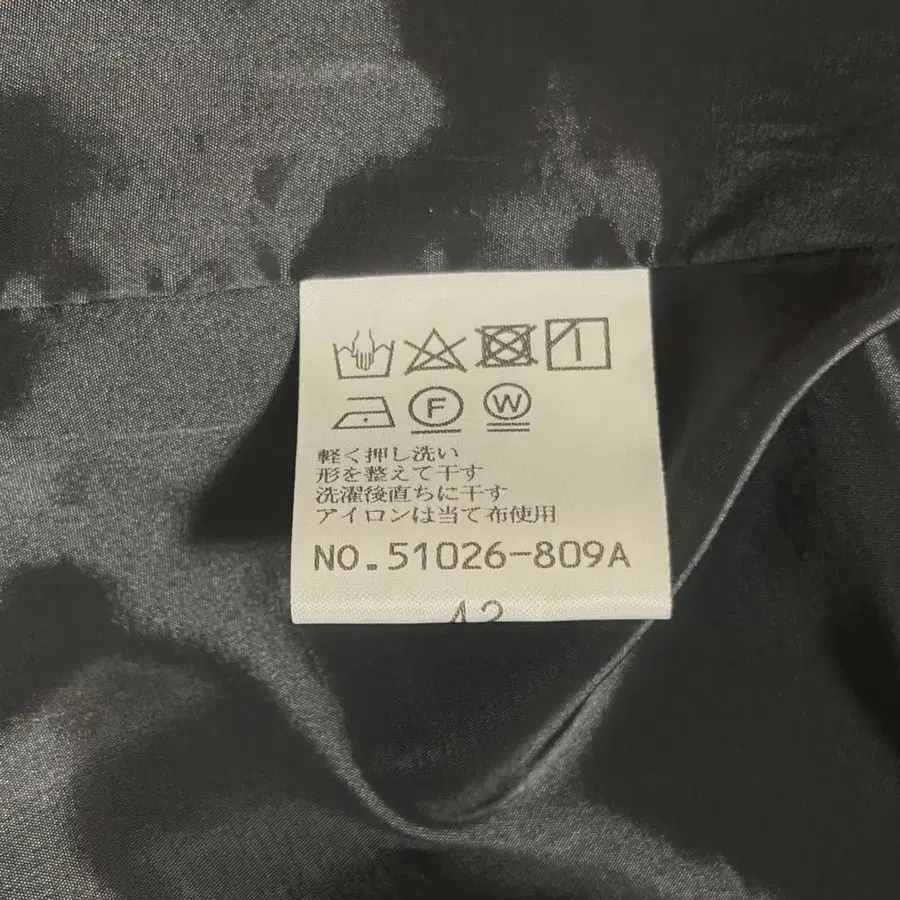 F W
軽く押し洗い
形を整えて干す
洗濯後直ちに干す
アイロンは当て布使用
NO.51026-809A
42